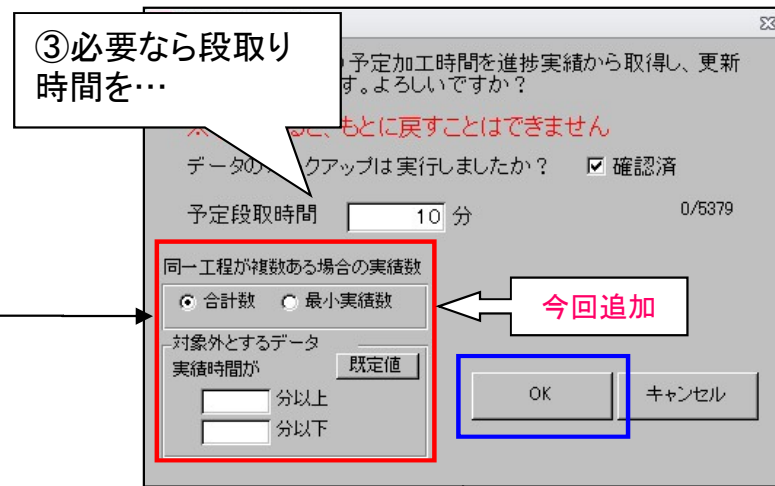 ③必要なら段取り
時間を…
予定加工時間を進捗実績から取得し、更新
す。よろしいですか？
もとに戻すことはできません
データの
クアップは実行しましたか？
確認済
予定段取時間
10
分
0/5379
同一工程が複数ある場合の実績数
合計数
最小実績数
今回追加
対象外とするデータ
実績時間が
既定値
分以上
分以下
OK
キャンセル